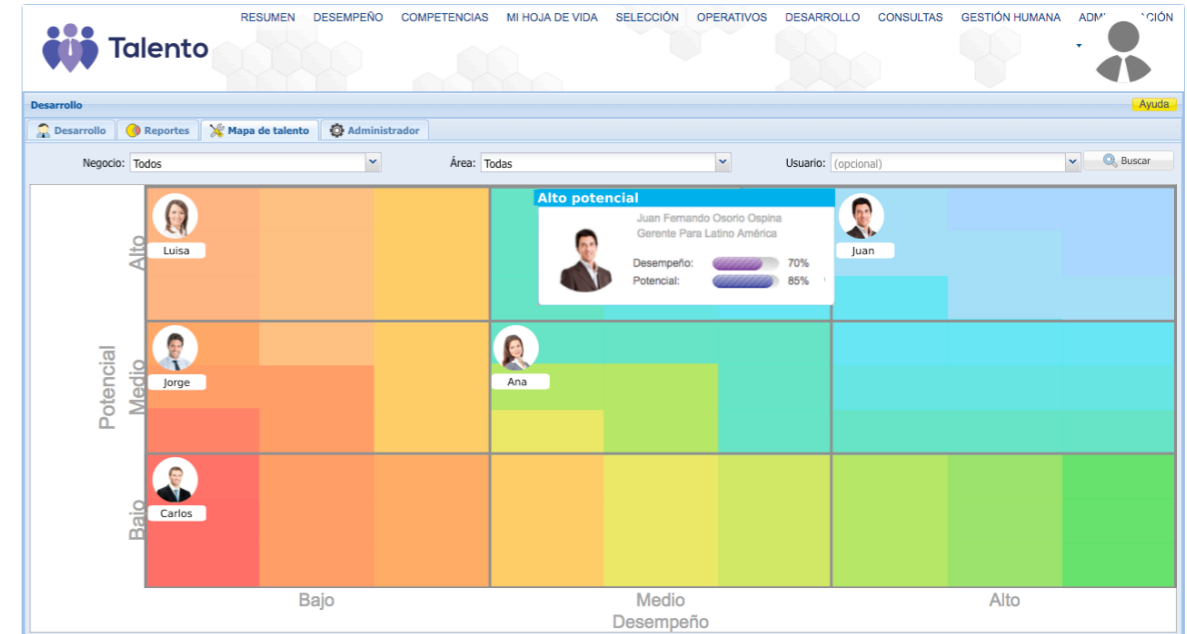 RESUMEN DESEMPEÑO COMPETENCIAS MI HOJA DE VIDA SELECCIÓN OPERATIVOS DESARROLLO CONSULTAS GESTIÓN HUMANA
Talento
Desarrollo Ayuda
Desarrollo Reportes Mapa de talento Administrador
Negocio: Todos Área: Todas Usuario: (opcional) Buscar
Alto potencial
Juan Fernando Osorio Ospina
Gerente Para Latino América
Desempeño: 70%
Potencial: 85%
Alto
Luisa
Juan
Potencial
Medio
Jorge
Ana
Bajo
Carlos
Bajo Medio Alto
Desempeño